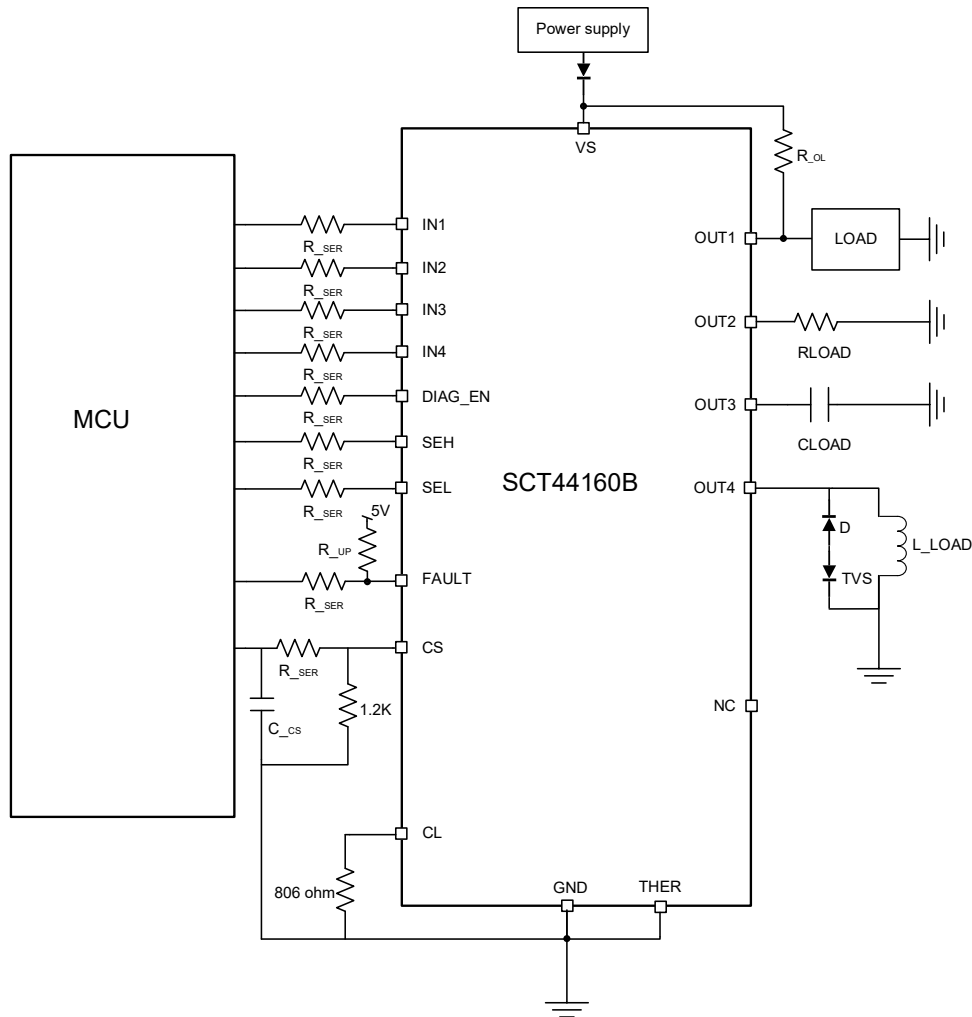 Power supply
VS
R_OL
IN1
R_SER
IN2
R_SER
IN3
R_SER
IN4
R_SER
DIAG_EN
R_SER
SEH
R_SER
SEL
R_SER
5V
R_UP
FAULT
R_SER
CS
R_SER
1.2K
C_CS
CL
806 ohm
MCU
SCT44160B
OUT1
LOAD
OUT2
RLOAD
OUT3
CLOAD
OUT4
D
L_LOAD
TVS
NC
GND
THER